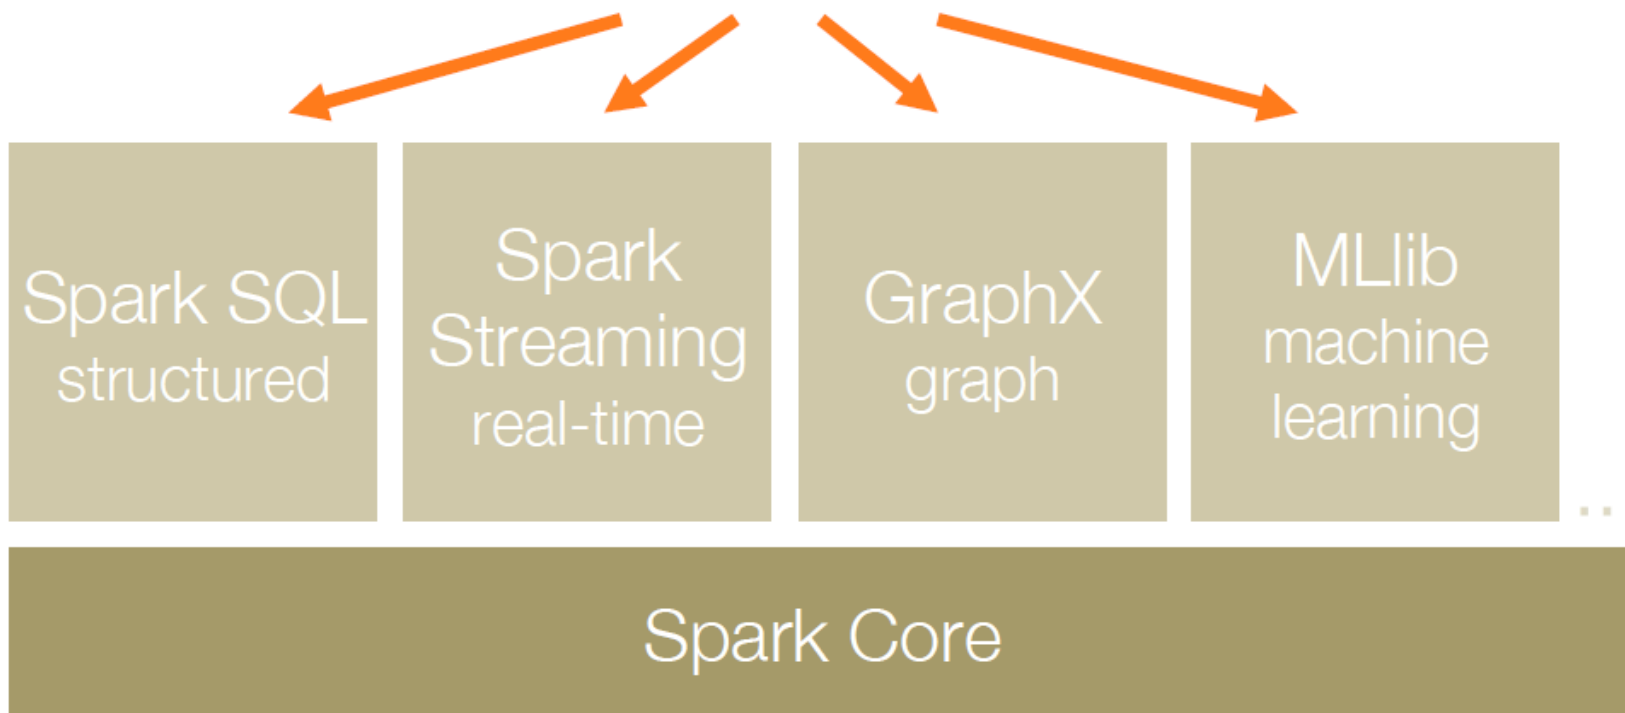 Spark SQL
structured
Spark
Streaming
real-time
GraphX
graph
MLlib
machine
learning
..
Spark Core